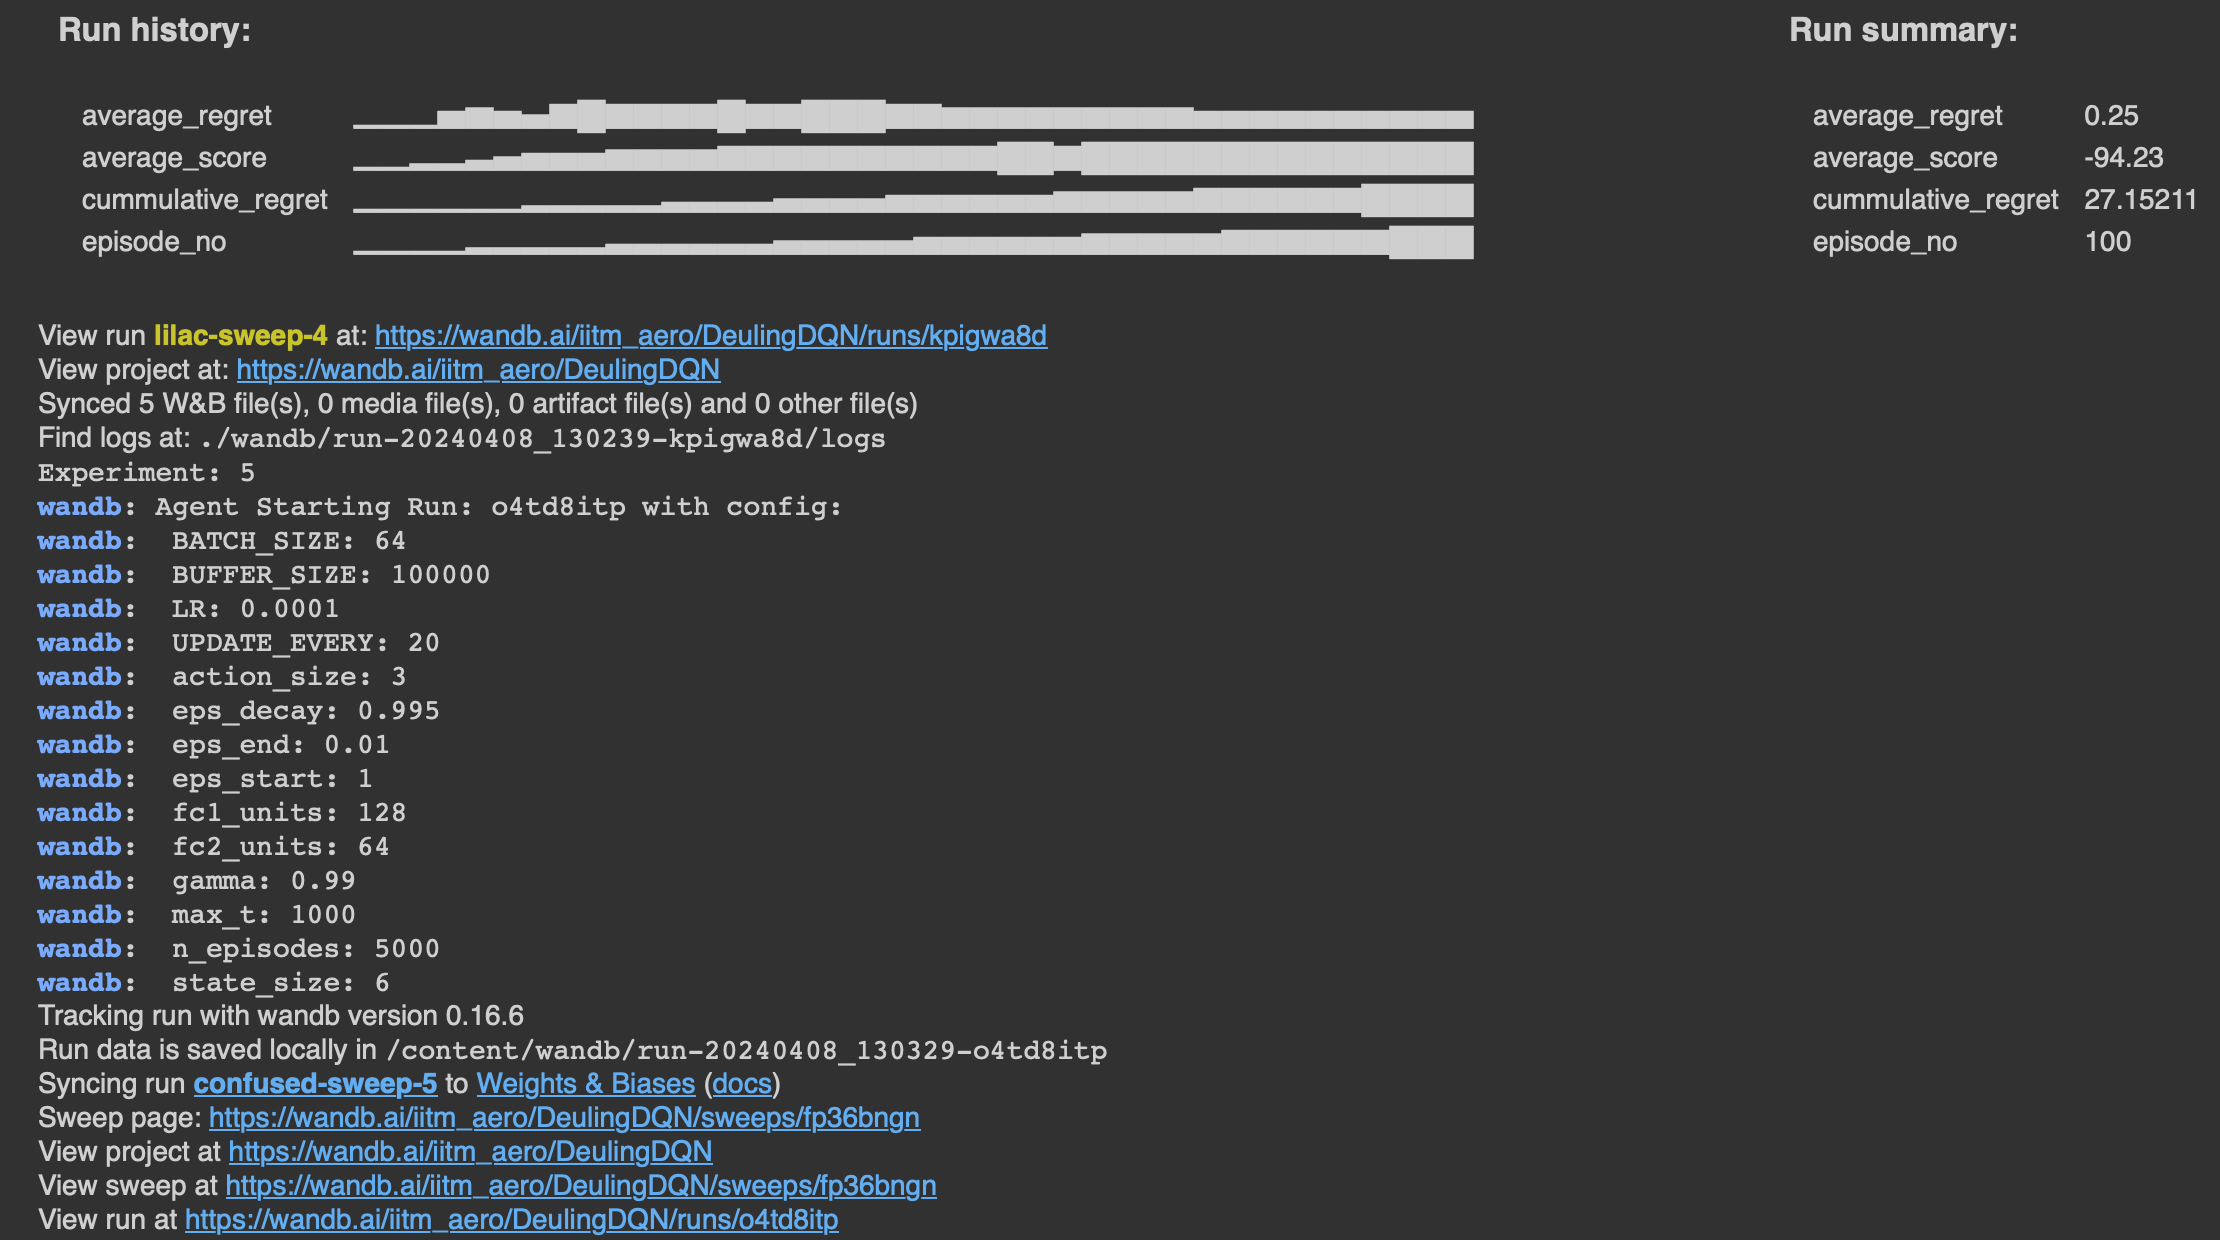 Run history:
Run summary:
average_regret
average_score
cummulative_regret
episode_no
average_regret 0.25
average_score -94.23
cummulative_regret 27.15211
episode_no 100
View run lilac-sweep-4 at: https://wandb.ai/iitm_aero/DeulingDQN/runs/kpigwa8d
View project at: https://wandb.ai/iitm_aero/DeulingDQN
Synced 5 W&B file(s), 0 media file(s), 0 artifact file(s) and 0 other file(s)
Find logs at: ./wandb/run-20240408_130239-kpigwa8d/logs
Experiment: 5
wandb: Agent Starting Run: o4td8itp with config:
wandb: BATCH_SIZE: 64
wandb: BUFFER_SIZE: 100000
wandb: LR: 0.0001
wandb: UPDATE_EVERY: 20
wandb: action_size: 3
wandb: eps_decay: 0.995
wandb: eps_end: 0.01
wandb: eps_start: 1
wandb: fc1_units: 128
wandb: fc2_units: 64
wandb: gamma: 0.99
wandb: max_t: 1000
wandb: n_episodes: 5000
wandb: state_size: 6
Tracking run with wandb version 0.16.6
Run data is saved locally in /content/wandb/run-20240408_130329-o4td8itp
Syncing run confused-sweep-5 to Weights & Biases (docs)
Sweep page: https://wandb.ai/iitm_aero/DeulingDQN/sweeps/fp36bngn
View project at https://wandb.ai/iitm_aero/DeulingDQN
View sweep at https://wandb.ai/iitm_aero/DeulingDQN/sweeps/fp36bngn
View run at https://wandb.ai/iitm_aero/DeulingDQN/runs/o4td8itp